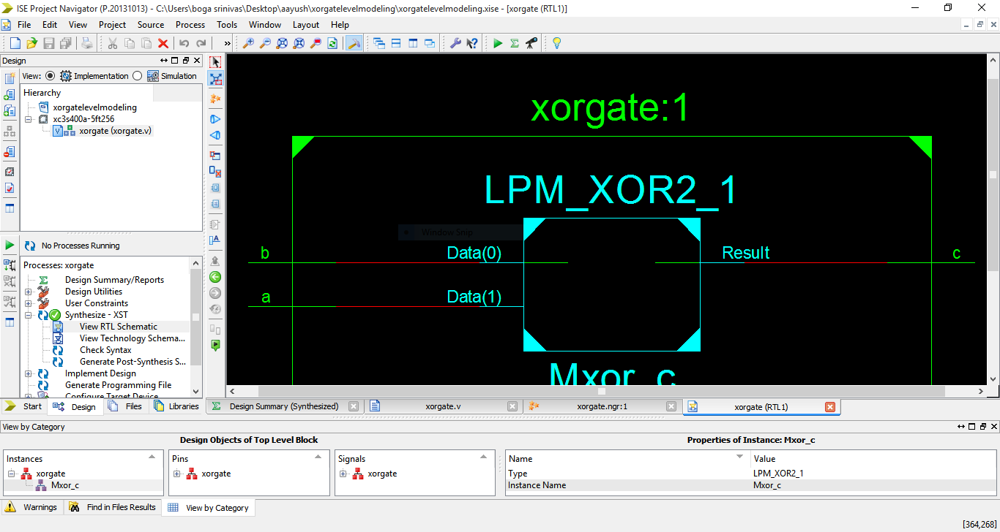 ISE Project Navigator (P.20131013) - C:\Users\boga srinivas\Desktop\aayush\xorgatelevelmodeling\xorgatelevelmodeling.xise - [xorgate (RTL1)]
File Edit View Project Source Process Tools Window Layout Help
»
Design
View: Implementation Simulation
Hierarchy
xorgatelevelmodeling
xc3s400a-5ft256
xorgate (xorgate.v)
No Processes Running
Processes: xorgate
Design Summary/Reports
Design Utilities
User Constraints
Synthesize - XST
View RTL Schematic
View Technology Schema...
Check Syntax
Generate Post-Synthesis S...
Implement Design
Generate Programming File
Configure Target Device
Start Design Files Libraries
xorgate:1
LPM_XOR2_1
Window Snip
b Data(0) Result c
a Data(1)
Mxor_c
Design Summary (Synthesized) xorgate.v xorgate.ngr:1 xorgate (RTL1)
View by Category
Design Objects of Top Level Block
Properties of Instance: Mxor_c
Instances Pins Signals Name Value
xorgate xorgate xorgate Type LPM_XOR2_1
Mxor_c Instance Name Mxor_c
Warnings Find in Files Results View by Category
[364,268]